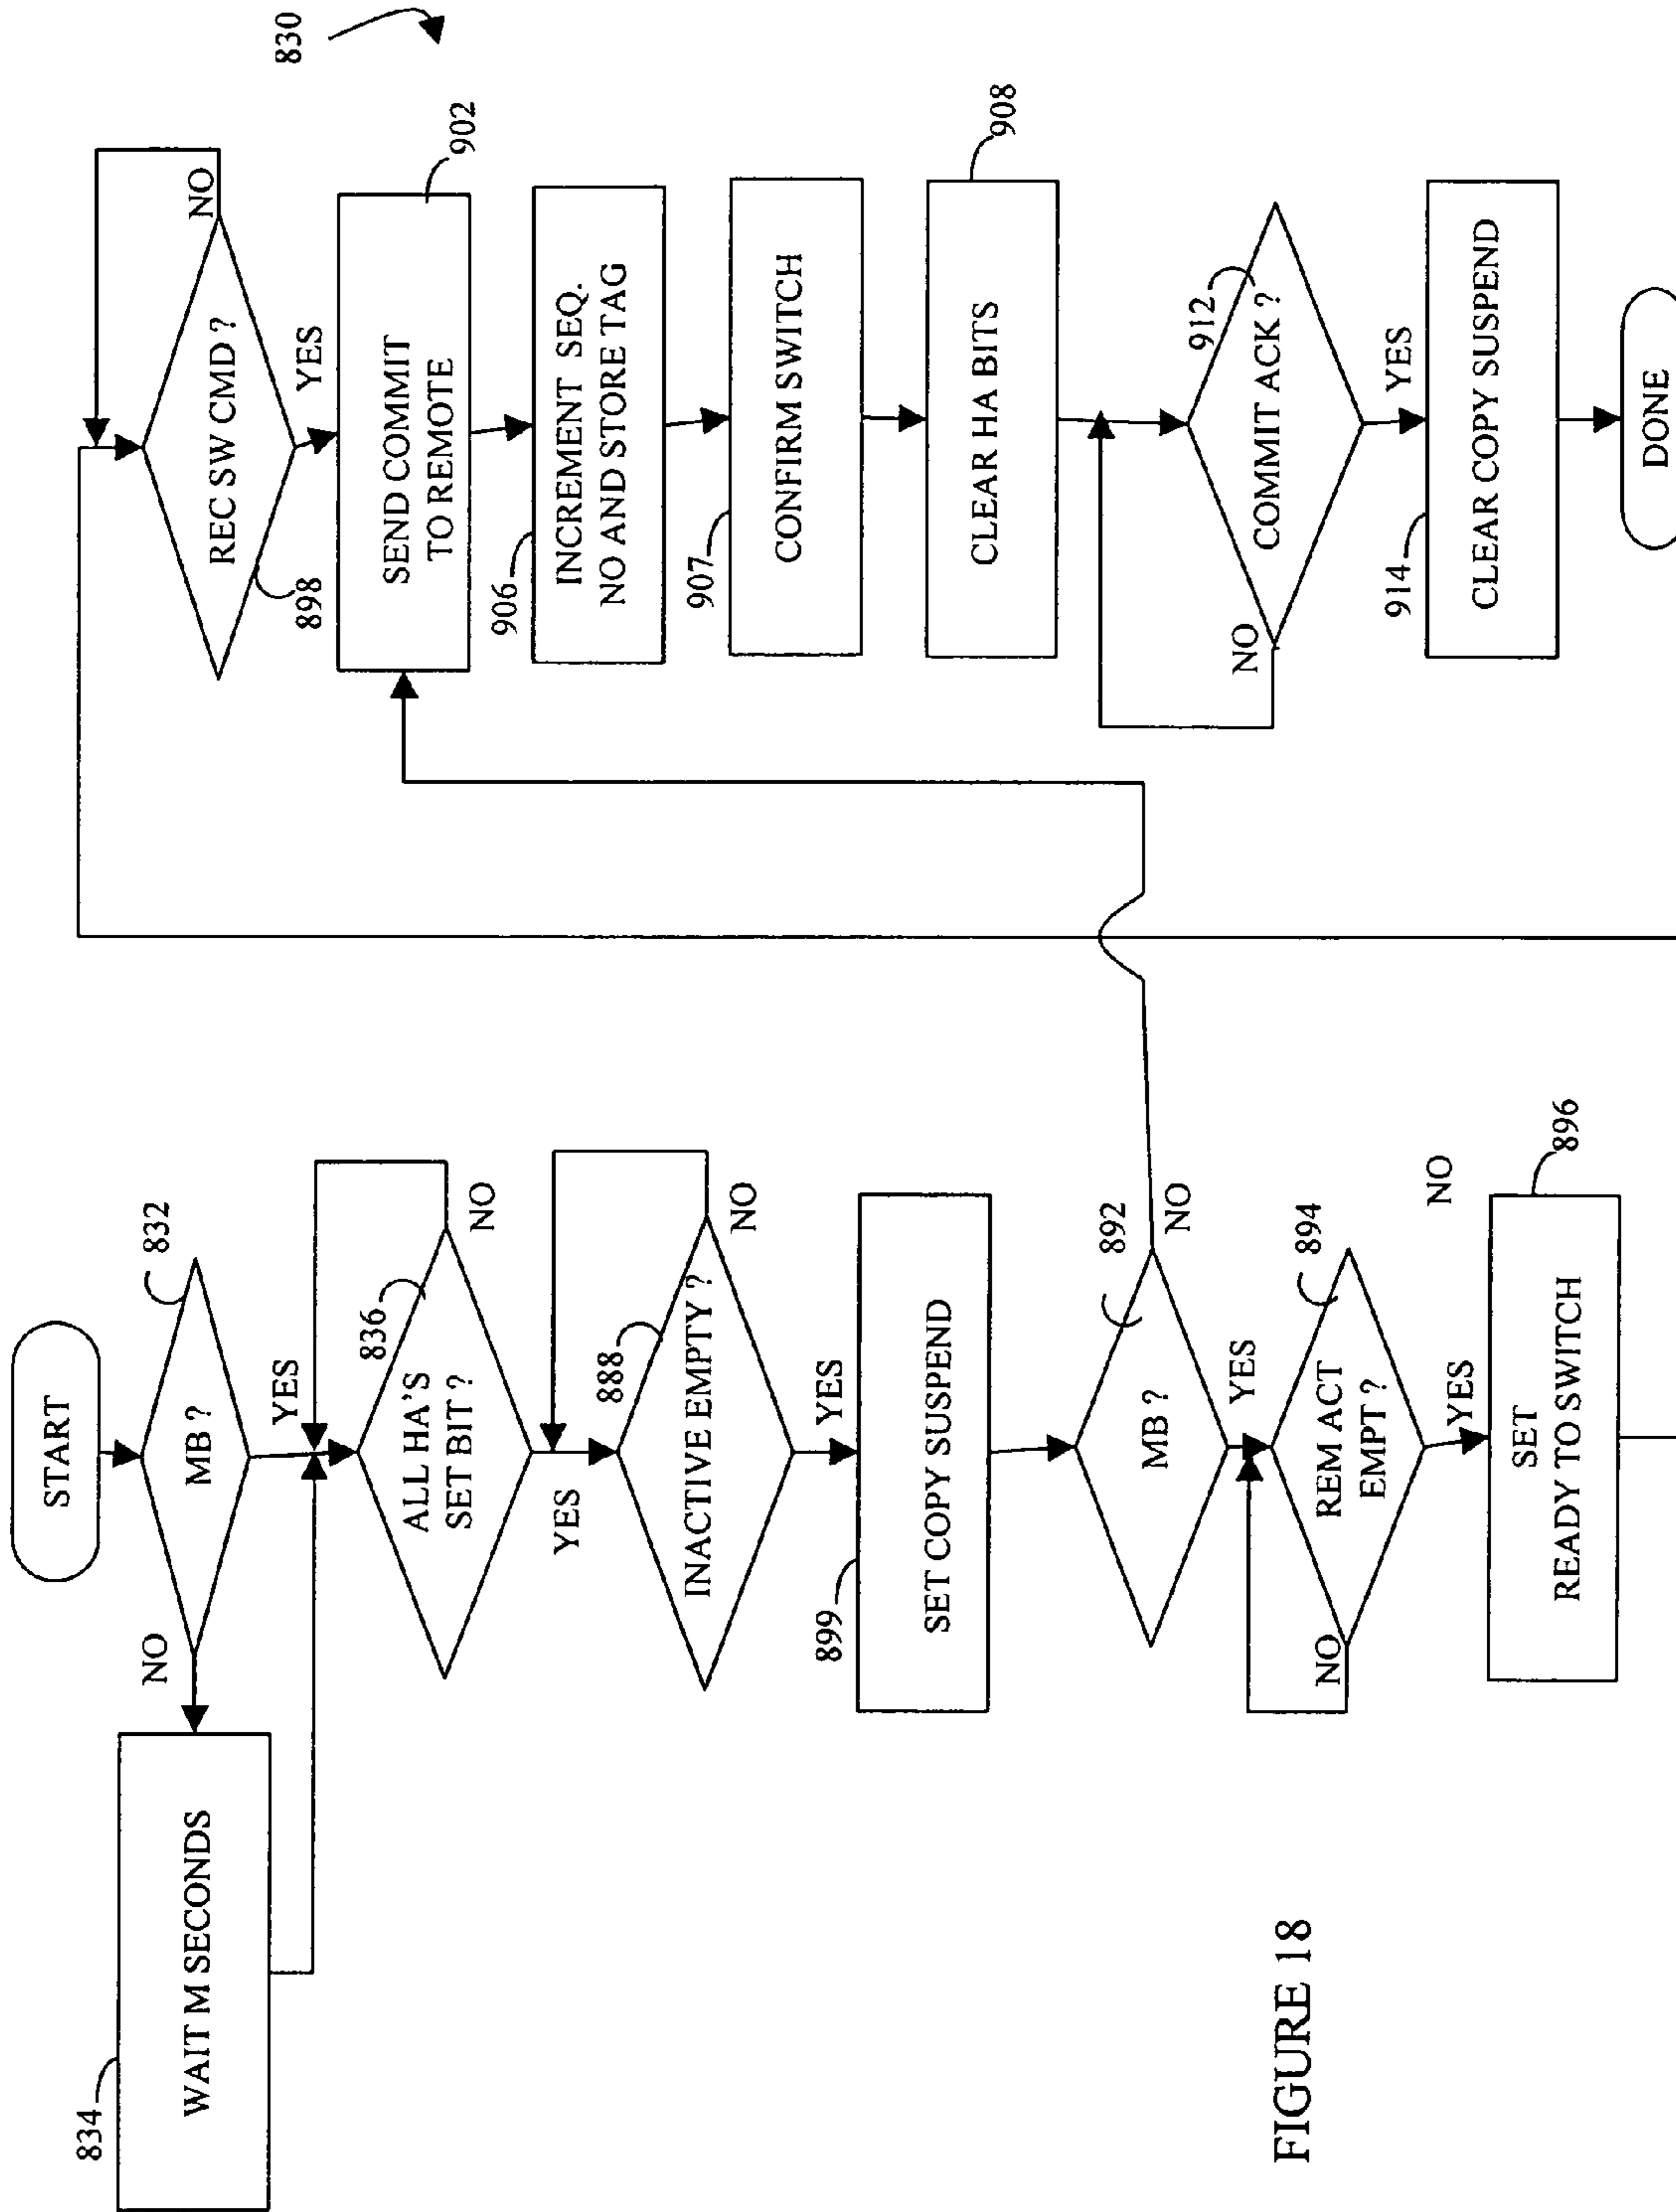 START
MB ?
832
NO
YES
WAIT M SECONDS
834
ALL HA'S
SET BIT ?
836
NO
YES
INACTIVE EMPTY ?
888
NO
YES
SET COPY SUSPEND
899
MB ?
892
NO
YES
REM ACT
EMPT ?
894
NO
NO
YES
SET
READY TO SWITCH
896
830
REC SW CMD ?
898
NO
YES
SEND COMMIT
TO REMOTE
902
INCREMENT SEQ.
NO AND STORE TAG
906
CONFIRM SWITCH
907
CLEAR HA BITS
908
COMMIT ACK ?
912
NO
YES
CLEAR COPY SUSPEND
914
DONE
FIGURE 18